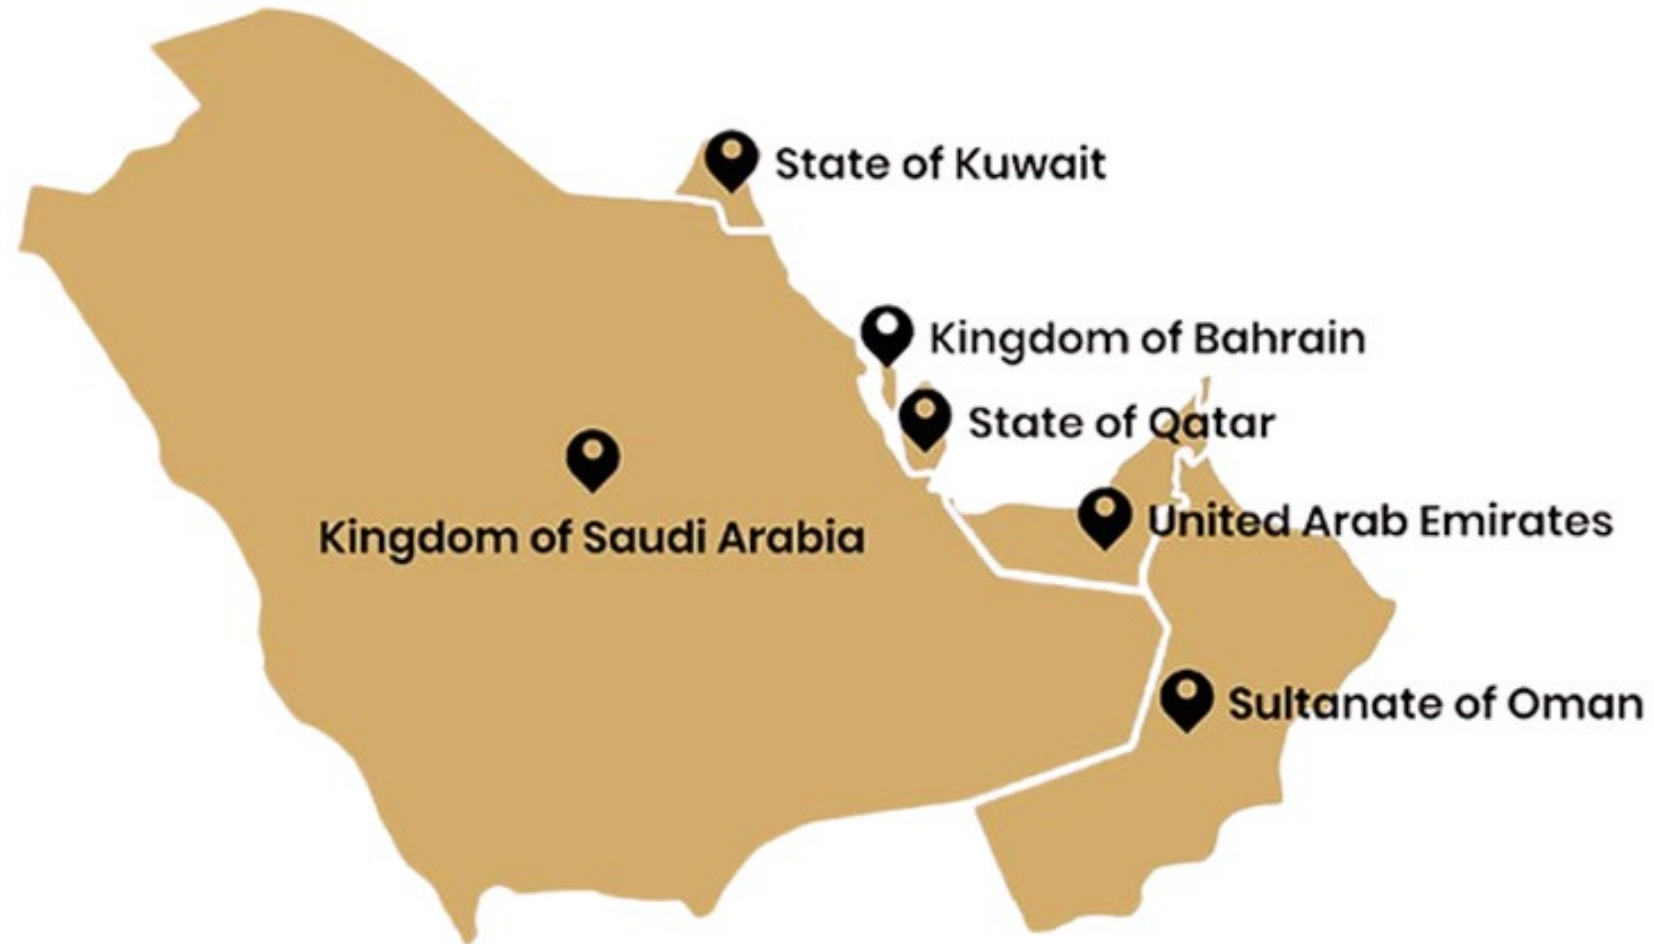 State of Kuwait
Kingdom of Bahrain
State of Qatar
Kingdom of Saudi Arabia
United Arab Emirates
Sultanate of Oman